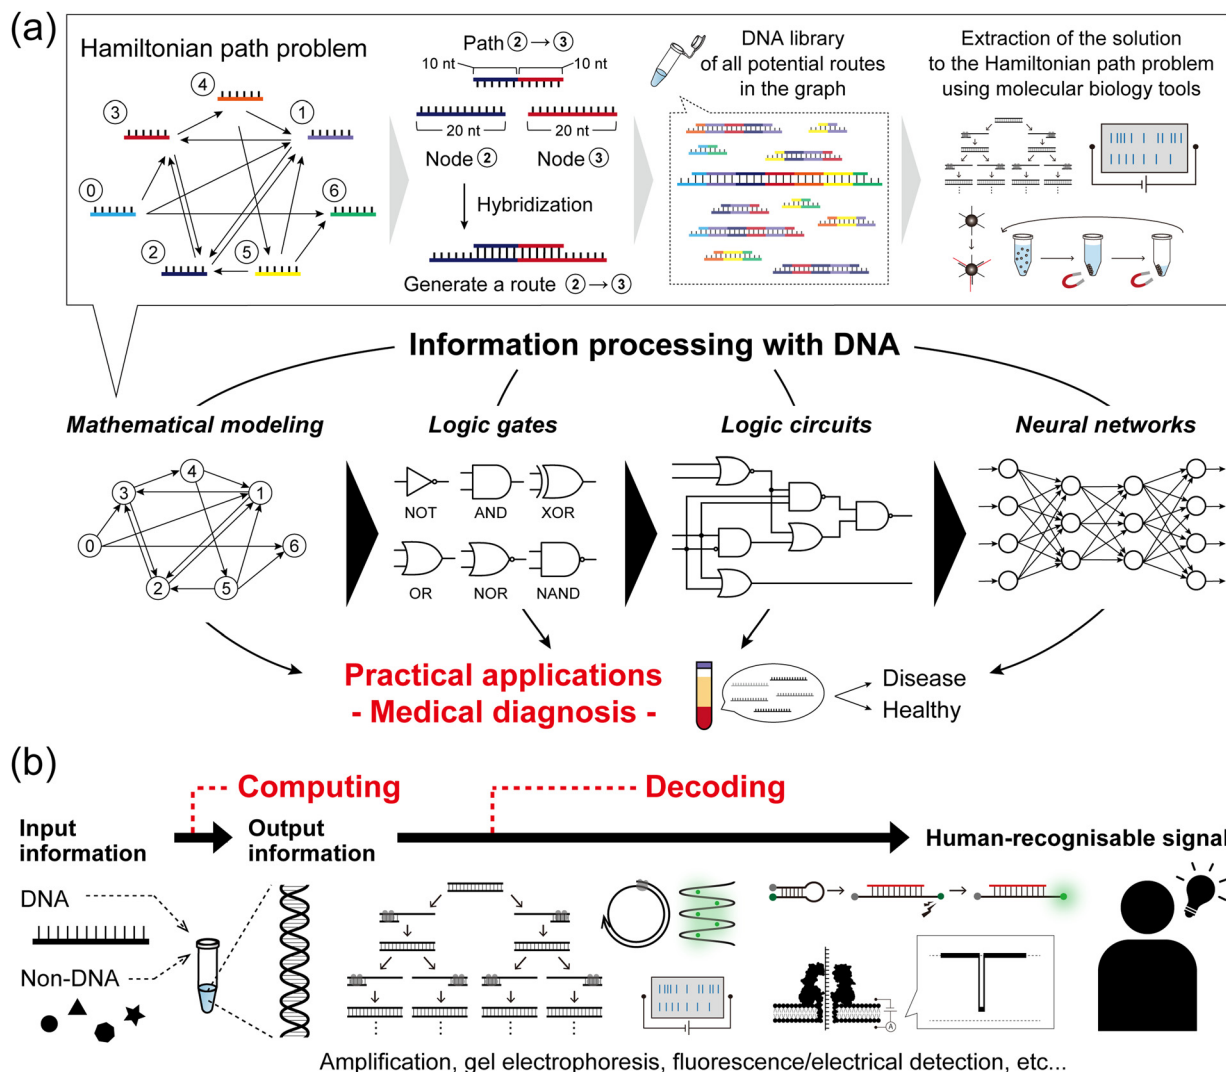 (a)
Hamiltonian path problem
4
3
1
0
6
2
5
Path 2 → 3
10 nt
10 nt
20 nt
20 nt
Node 2
Node 3
Hybridization
Generate a route 2 → 3
DNA library
of all potential routes
in the graph
Extraction of the solution
to the Hamiltonian path problem
using molecular biology tools
Information processing with DNA
Mathematical modeling
Logic gates
Logic circuits
Neural networks
4
3
1
0
6
2
5
NOT
AND
XOR
OR
NOR
NAND
Practical applications
- Medical diagnosis -
Disease
Healthy
(b)
Computing
Decoding
Input
information
Output
information
Human-recognisable signal
DNA
Non-DNA
A
Amplification, gel electrophoresis, fluorescence/electrical detection, etc...